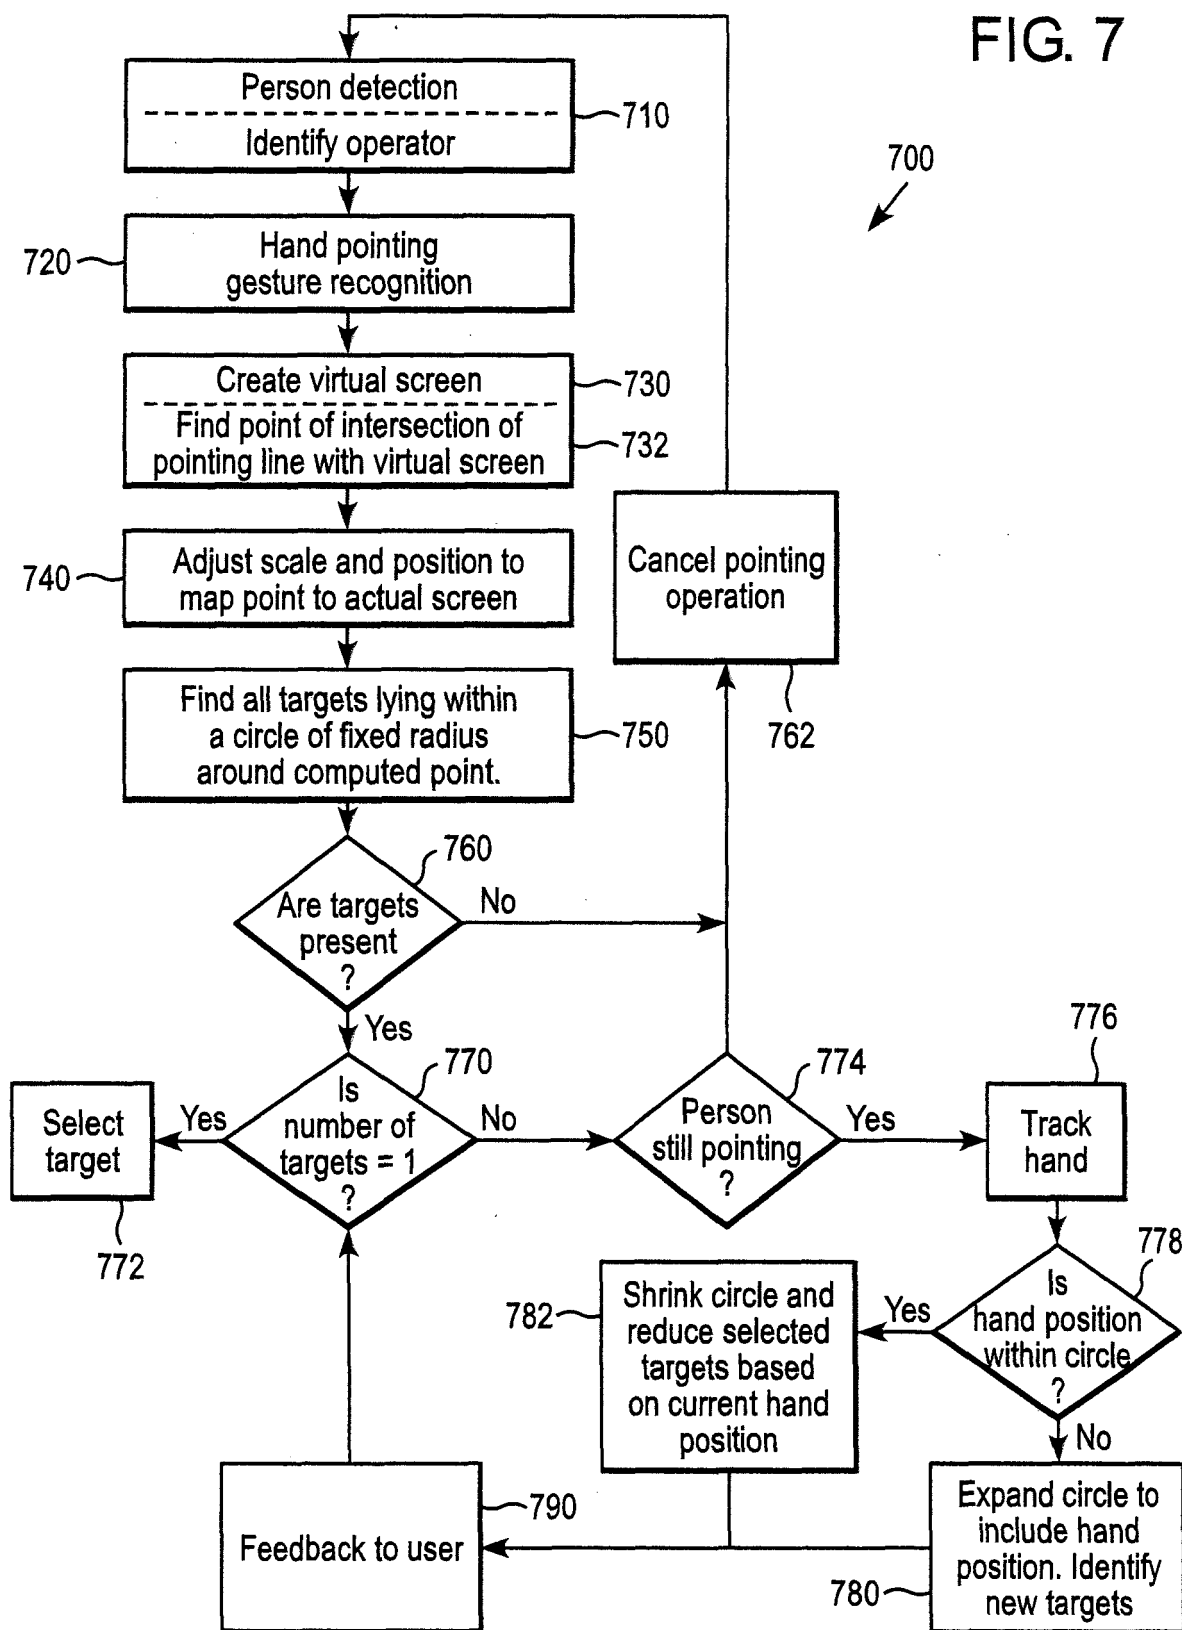 FIG. 7
700
Person detection
Identify operator
710
Hand pointing
gesture recognition
720
Create virtual screen
730
Find point of intersection of
pointing line with virtual screen
732
Adjust scale and position to
map point to actual screen
740
Cancel pointing
operation
762
Find all targets lying within
a circle of fixed radius
around computed point.
750
Are targets
present
?
760
No
Yes
Is
number of
targets = 1
?
770
Yes
Select
target
772
No
Person
still pointing
?
774
Yes
Track
hand
776
Is
hand position
within circle
?
778
Yes
Shrink circle and
reduce selected
targets based
on current hand
position
782
No
Expand circle to
include hand
position. Identify
new targets
780
Feedback to user
790